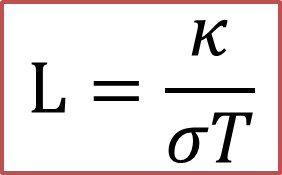 L = κ / σT